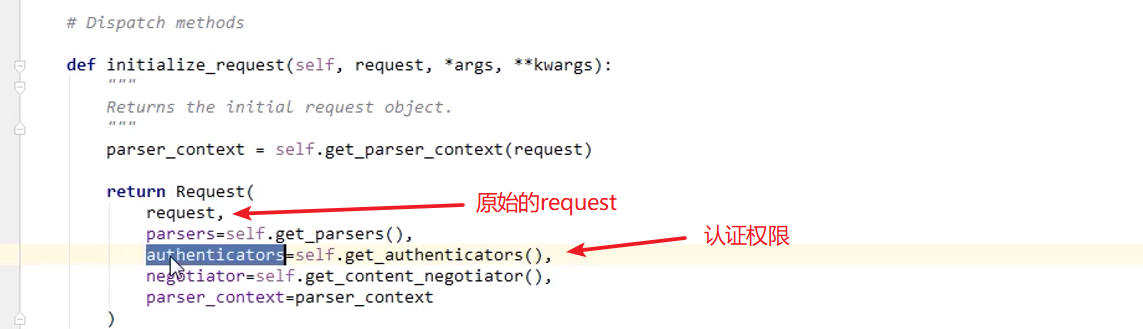 # Dispatch methods
def initialize_request(self, request, *args, **kwargs):
"""
Returns the initial request object.
"""
parser_context = self.get_parser_context(request)
return Request(
request,
原始的request
parsers=self.get_parsers(),
认证权限
authenticators=self.get_authenticators(),
negotiator=self.get_content_negotiator(),
parser_context=parser_context
)